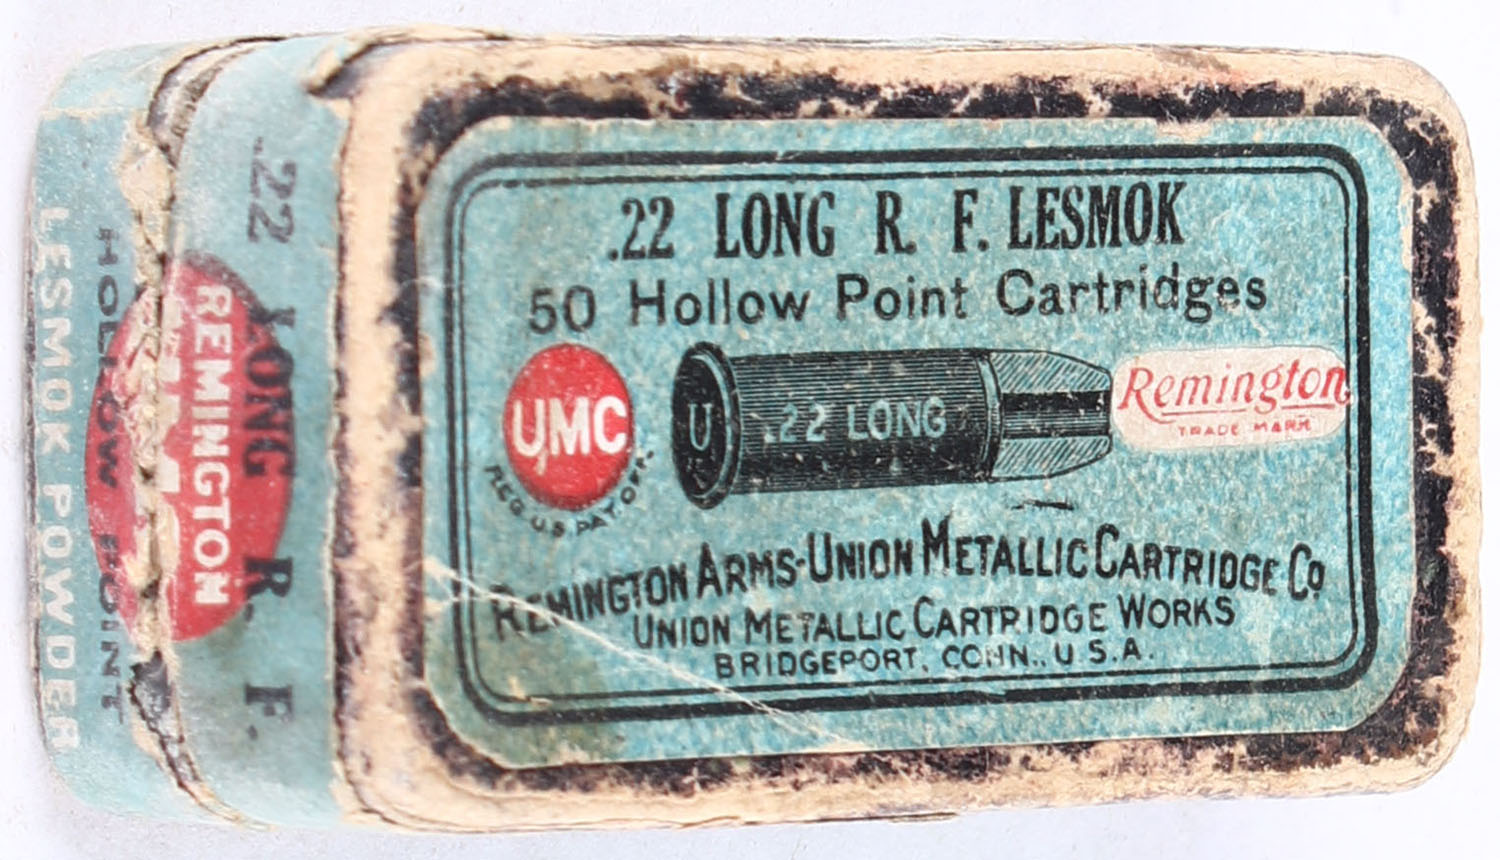 .22 LONG R. F. LESMOK
50 Hollow Point Cartridges
UMC
REG. U.S. PAT. OFF.
U
.22 LONG
Remington
TRADE MARK
REMINGTON ARMS-UNION METALLIC CARTRIDGE CO.
UNION METALLIC CARTRIDGE WORKS
BRIDGEPORT, CONN., U.S.A.
.22 LONG R. F.
REMINGTON
HOLLOW POINT
LESMOK POWDER